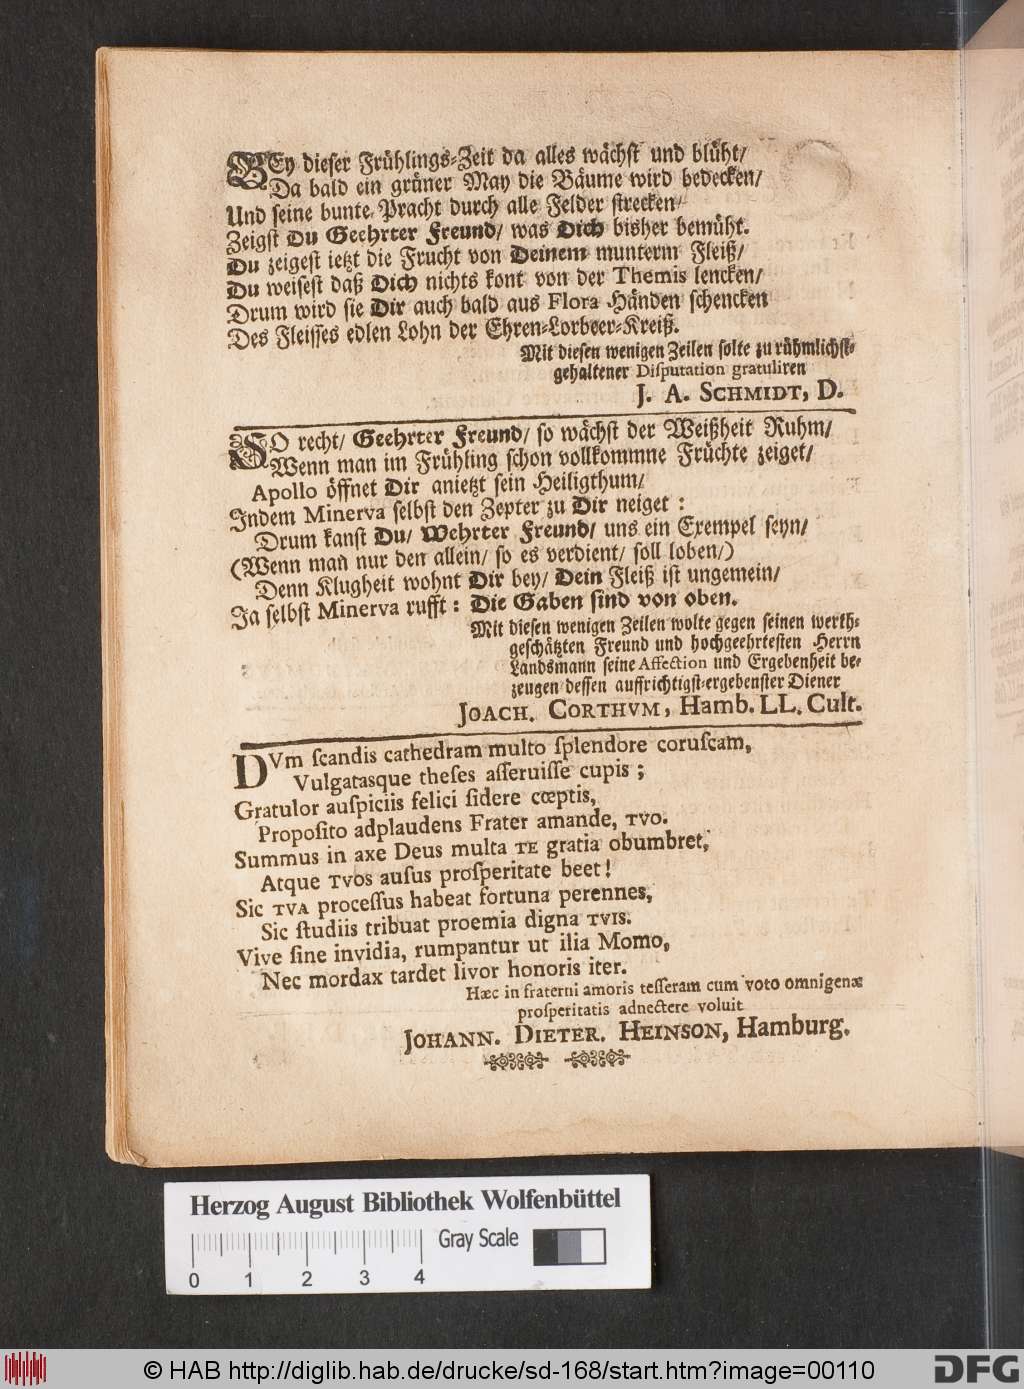 BEy dieser Frühlings-Zeit da alles wächst und blüht/
Da bald ein grüner May die Bäume wird bedecken/
Und seine bunte Pracht durch alle Felder strecken/
Zeigst Du Geehrter Freund/ was Dich bisher bemüht.
Du zeigest ietzt die Frucht von Deinem munterm Fleiß/
Du weisest daß Dich nichts kont von der Themis lencken/
Drum wird sie Dir auch bald aus Flora Händen schencken
Des Fleisses edlen Lohn der Ehren-Lorbeer-Kreiß.
Mit diesen wenigen Zeilen solte zu rühmlichst-
gehaltener Disputation gratuliren
J. A. SCHMIDT, D.
SO recht/ Geehrter Freund/ so wächst der Weißheit Ruhm/
Wenn man im Frühling schon vollkommne Früchte zeiget/
Apollo öffnet Dir anietzt sein Heiligthum/
Indem Minerva selbst den Zepter zu Dir neiget :
Drum kanst Du/ Wehrter Freund/ uns ein Exempel seyn/
(Wenn man nur den allein/ so es verdient/ soll loben/)
Denn Klugheit wohnt Dir bey/ Dein Fleiß ist ungemein/
Ja selbst Minerva rufft : Die Gaben sind von oben.
Mit diesen wenigen Zeilen wolte gegen seinen werth-
geschätzten Freund und hochgeehrtesten Herrn
Landsmann seine Affection und Ergebenheit be-
zeugen dessen auffrichtigst-ergebenster Diener
JOACH. CORTHVM, Hamb. LL. Cult.
DVm scandis cathedram multo splendore coruscam,
Vulgatasque theses asseruisse cupis ;
Gratulor auspiciis felici sidere cœptis,
Proposito adplaudens Frater amande, TVO.
Summus in axe Deus multa TE gratia obumbret,
Atque TVOS ausus prosperitate beet!
Sic TVA processus habeat fortuna perennes,
Sic studiis tribuat proemia digna TVIS.
Vive sine invidia, rumpantur ut ilia Momo,
Nec mordax tardet livor honoris iter.
Hæc in fraterni amoris tesseram cum voto omnigenæ
prosperitatis adnectere voluit
JOHANN. DIETER. HEINSON, Hamburg.
Herzog August Bibliothek Wolfenbüttel
Gray Scale
0 1 2 3 4
© HAB http://diglib.hab.de/drucke/sd-168/start.htm?image=00110
DFG